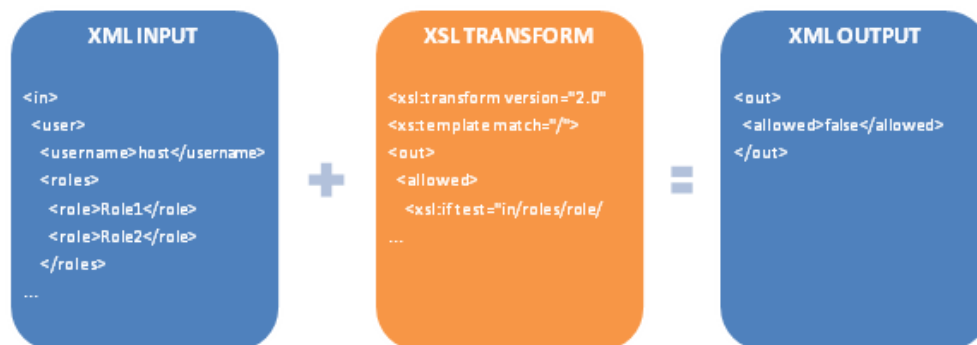 XML INPUT
<in>
<user>
<username>host</username>
<roles>
<role>Role1</role>
<role>Role2</role>
</roles>
...
+
XSL TRANSFORM
<xsl:transform version="2.0"
<xs:template match="/">
<out>
<allowed>
<xsl:if test="in/roles/role/
...
=
XML OUTPUT
<out>
<allowed>false</allowed>
</out>